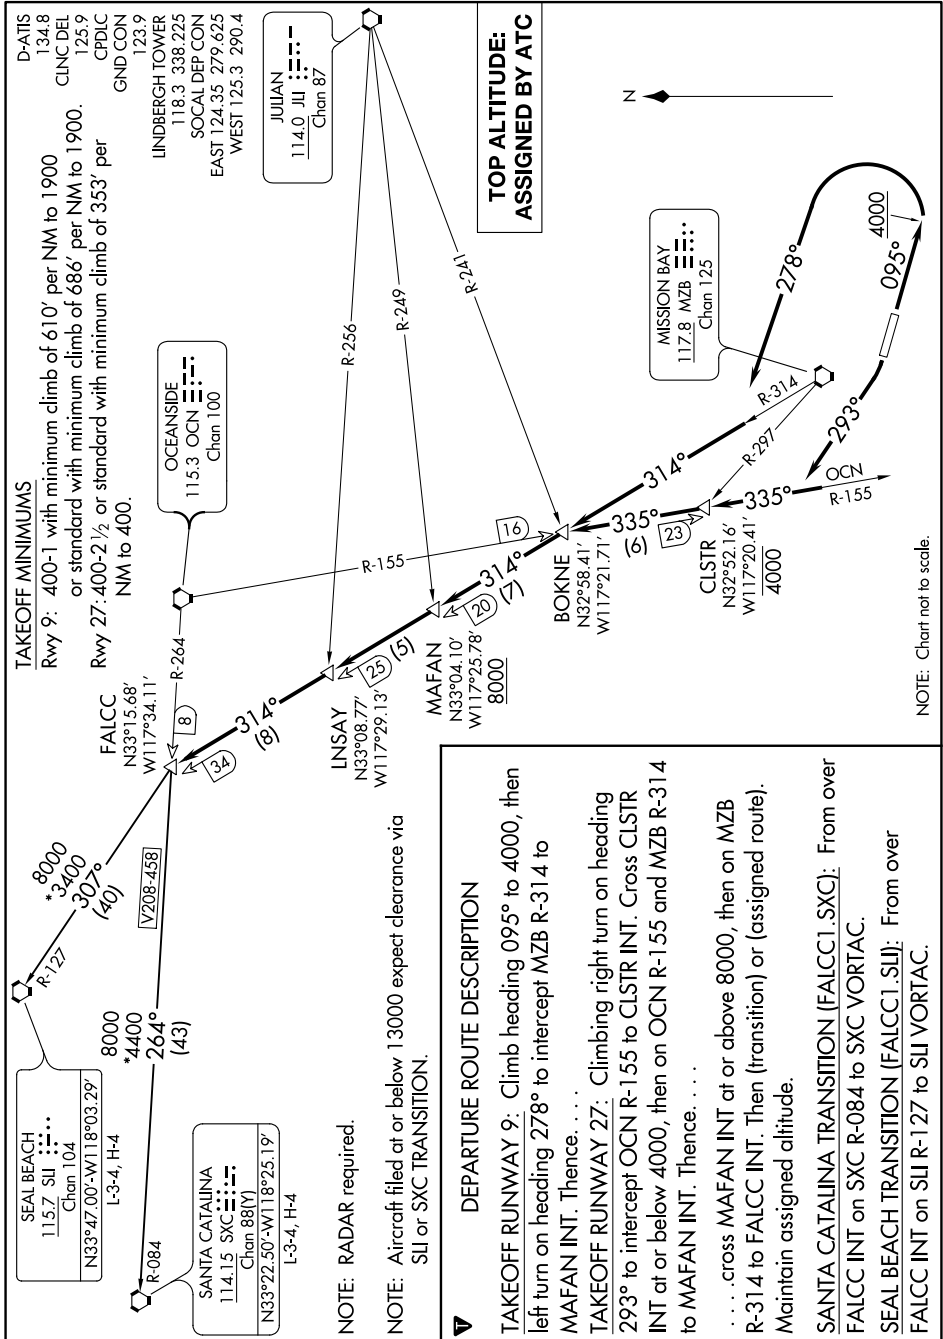 TAKEOFF MINIMUMS
Rwy 9: 400-1 with minimum climb of 610' per NM to 1900
or standard with minimum climb of 686' per NM to 1900.
Rwy 27: 400-2½ or standard with minimum climb of 353' per
NM to 400.
D-ATIS
134.8
CLNC DEL
125.9
CPDLC
GND CON
123.9
LINDBERGH TOWER
118.3 338.225
SOCAL DEP CON
EAST 124.35 279.625
WEST 125.3 290.4
SEAL BEACH
115.7 SLI
Chan 104
N33°47.00'-W118°03.29'
L-3-4, H-4
R-127
8000
*3400
307°
(40)
FALCC
N33°15.68'
W117°34.11'
R-264
8
OCEANSIDE
115.3 OCN
Chan 100
JULIAN
114.0 JLI
Chan 87
8000
*4400
264°
(43)
V208-458
R-084
SANTA CATALINA
114.15 SXC
Chan 88(Y)
N33°22.50'-W118°25.19'
L-3-4, H-4
34
314°
(8)
R-256
R-249
R-241
R-155
LNSAY
N33°08.77'
W117°29.13'
25
(5)
MAFAN
N33°04.10'
W117°25.78'
8000
20
314°
(7)
16
BOKNE
N32°58.41'
W117°21.71'
335°
(6)
23
CLSTR
N32°52.16'
W117°20.41'
4000
314°
R-314
R-297
335°
OCN
R-155
293°
MISSION BAY
117.8 MZB
Chan 125
278°
095°
4000
TOP ALTITUDE:
ASSIGNED BY ATC
N
NOTE: RADAR required.
NOTE: Aircraft filed at or below 13000 expect clearance via
SLI or SXC TRANSITION.
NOTE: Chart not to scale.
T
DEPARTURE ROUTE DESCRIPTION
TAKEOFF RUNWAY 9: Climb heading 095° to 4000, then
left turn on heading 278° to intercept MZB R-314 to
MAFAN INT. Thence. . . .
TAKEOFF RUNWAY 27: Climbing right turn on heading
293° to intercept OCN R-155 to CLSTR INT. Cross CLSTR
INT at or below 4000, then on OCN R-155 and MZB R-314
to MAFAN INT. Thence. . . .
. . . .cross MAFAN INT at or above 8000, then on MZB
R-314 to FALCC INT. Then (transition) or (assigned route).
Maintain assigned altitude.
SANTA CATALINA TRANSITION (FALCC1.SXC): From over
FALCC INT on SXC R-084 to SXC VORTAC.
SEAL BEACH TRANSITION (FALCC1.SLI): From over
FALCC INT on SLI R-127 to SLI VORTAC.